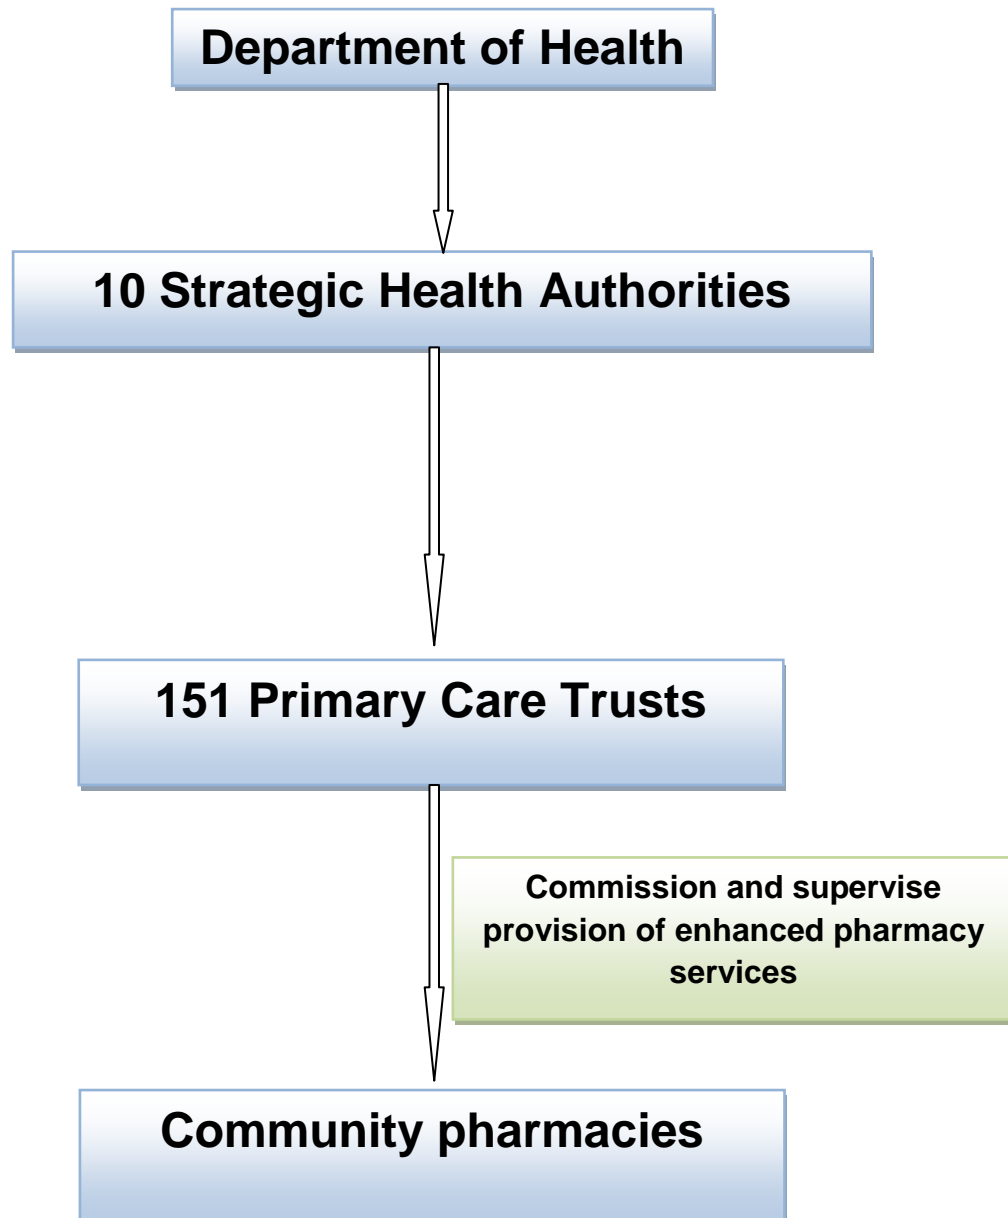 Department of Health
10 Strategic Health Authorities
151 Primary Care Trusts
Commission and supervise
provision of enhanced pharmacy
services
Community pharmacies